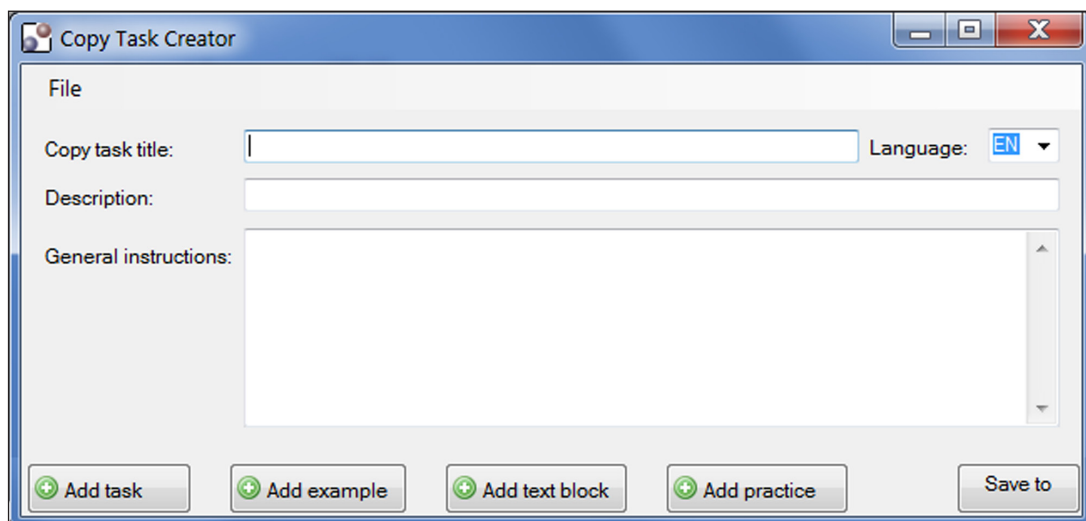 Copy Task Creator
File
Copy task title: Language: EN
Description:
General instructions:
Add task Add example Add text block Add practice Save to